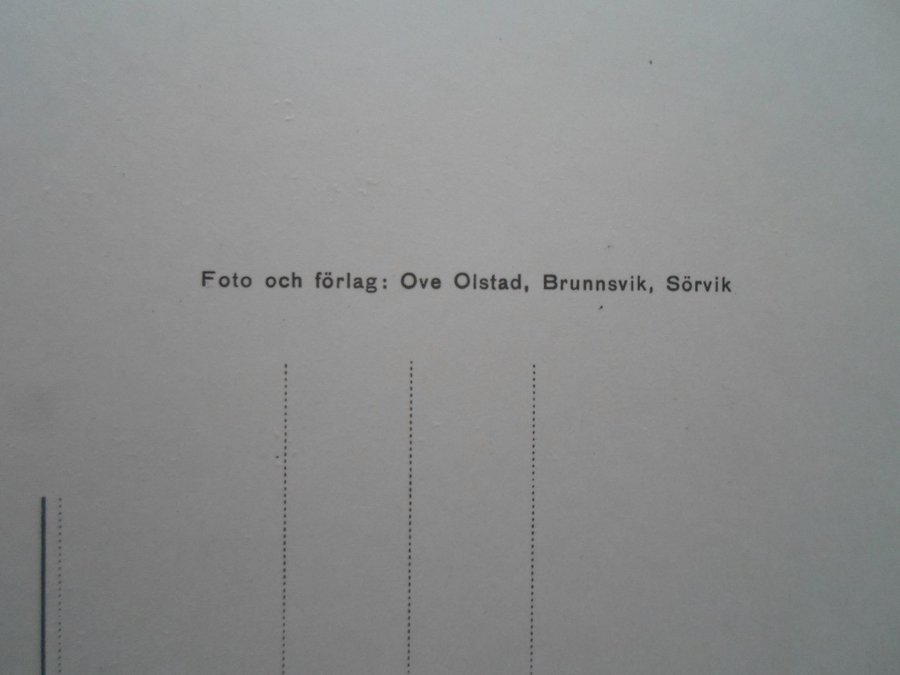 Foto och förlag: Ove Olstad, Brunnsvik, Sörvik